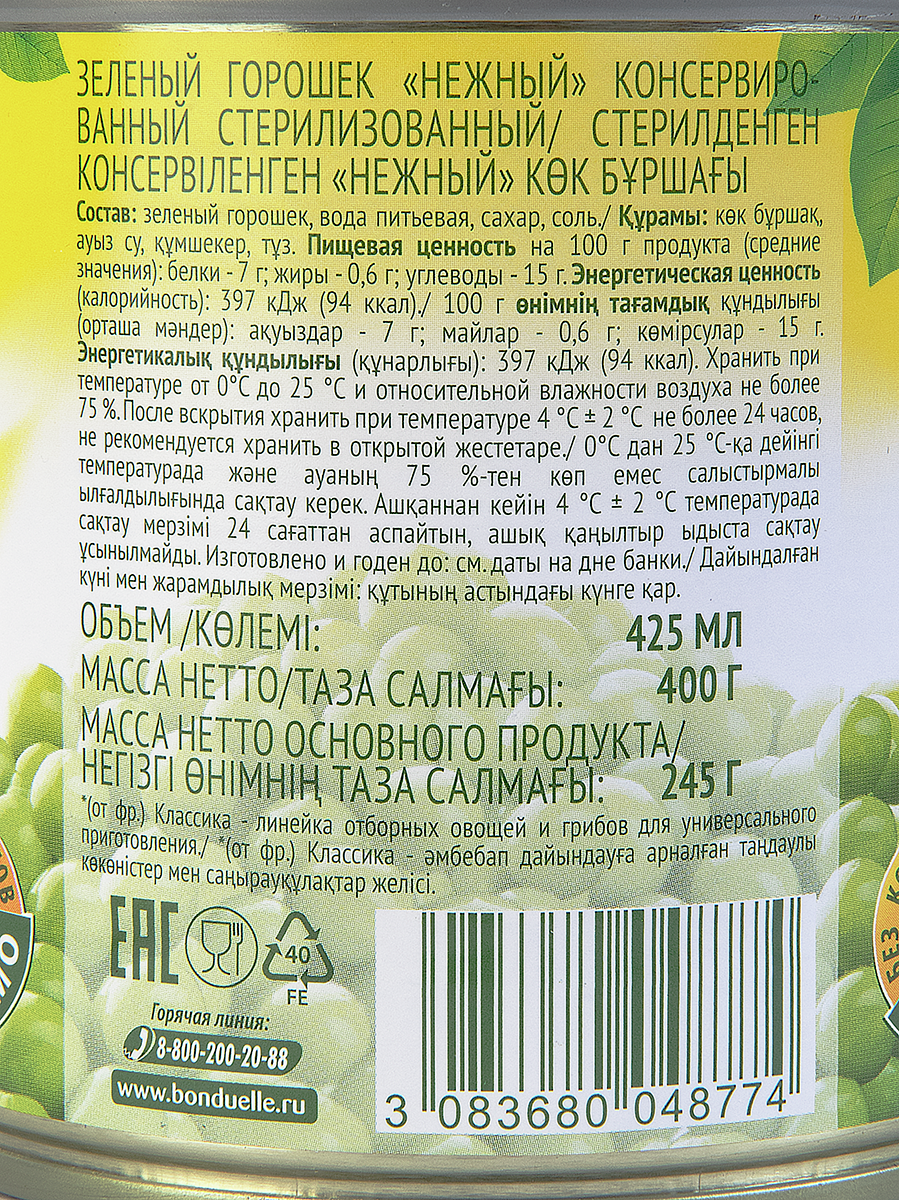 ЗЕЛЕНЫЙ ГОРОШЕК «НЕЖНЫЙ» КОНСЕРВИРО-
ВАННЫЙ СТЕРИЛИЗОВАННЫЙ/ СТЕРИЛДЕНГЕН
КОНСЕРВІЛЕНГЕН «НЕЖНЫЙ» КӨК БҰРШАҒЫ
Состав: зеленый горошек, вода питьевая, сахар, соль./ Құрамы: көк бұршақ,
ауыз су, құмшекер, тұз. Пищевая ценность на 100 г продукта (средние
значения): белки - 7 г; жиры - 0,6 г; углеводы - 15 г. Энергетическая ценность
(калорийность): 397 кДж (94 ккал)./ 100 г өнімнің тағамдық құндылығы
(орташа мәндер): ақуыздар - 7 г; майлар - 0,6 г; көмірсулар - 15 г.
Энергетикалық құндылығы (құнарлығы): 397 кДж (94 ккал). Хранить при
температуре от 0°С до 25 °С и относительной влажности воздуха не более
75 %. После вскрытия хранить при температуре 4 °С ± 2 °С не более 24 часов,
не рекомендуется хранить в открытой жестетаре./ 0°С дан 25 °С-қа дейінгі
температурада және ауаның 75 %-тен көп емес салыстырмалы
ылғалдылығында сақтау керек. Ашқаннан кейін 4 °С ± 2 °С температурада
сақтау мерзімі 24 сағаттан аспайтын, ашық қаңылтыр ыдыста сақтау
ұсынылмайды. Изготовлено и годен до: см. даты на дне банки./ Дайындалған
күні мен жарамдылық мерзімі: құтының астындағы күнге қар.
ОБЪЕМ /КӨЛЕМІ: 425 МЛ
МАССА НЕТТО/ТАЗА САЛМАҒЫ: 400 Г
МАССА НЕТТО ОСНОВНОГО ПРОДУКТА/
НЕГІЗГІ ӨНІМНІҢ ТАЗА САЛМАҒЫ: 245 Г
*(от фр.) Классика - линейка отборных овощей и грибов для универсального
приготовления./ *(от фр.) Классика - әмбебап дайындауға арналған таңдаулы
көкөністер мен саңырауқұлақтар желісі.
EAC
40
FE
Горячая линия:
8-800-200-20-88
www.bonduelle.ru
3 083680 048774
БЕЗ